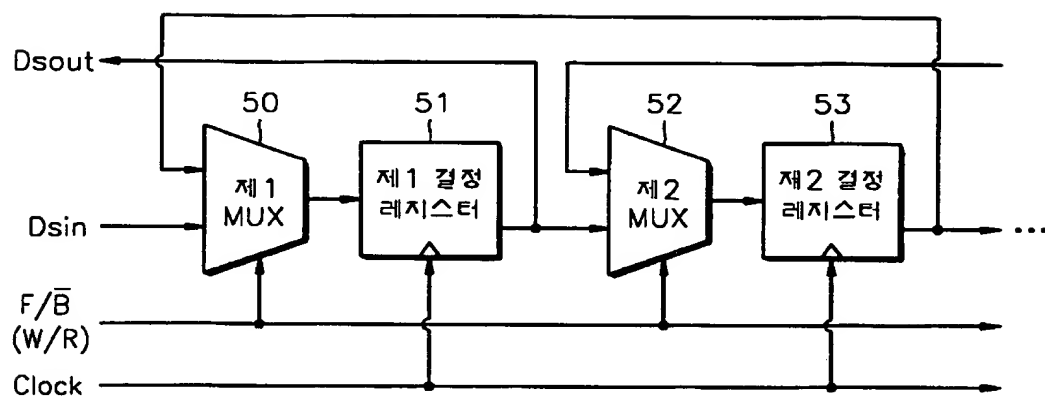 Dsout
50
51
52
53
제1
MUX
제1 결정
레지스터
제2
MUX
제2 결정
레지스터
Dsin
...
F/B̅
(W/R)
Clock